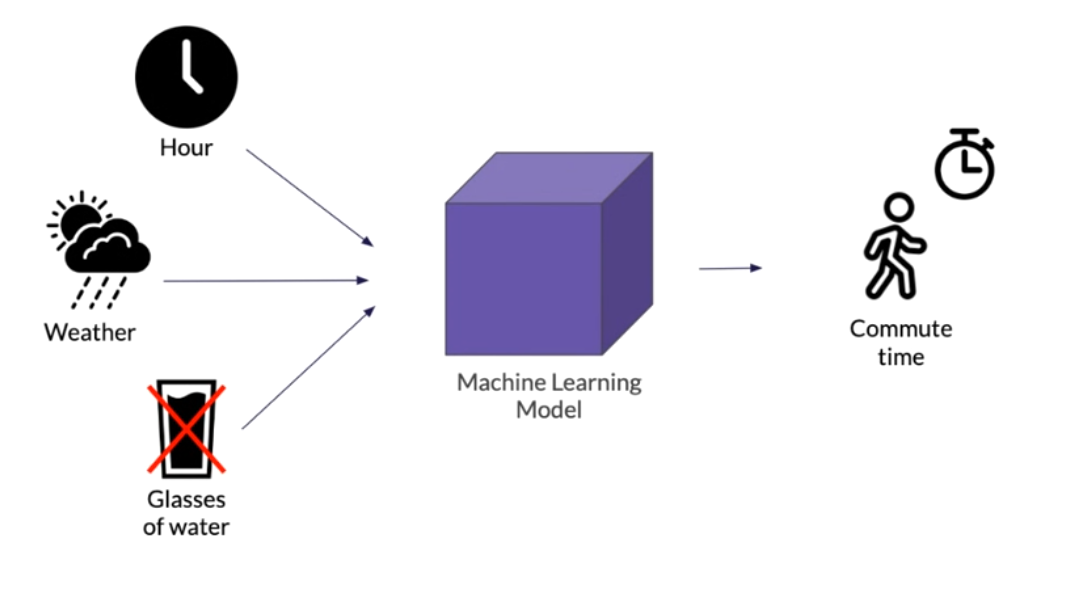 Hour
Weather
Glasses
of water
Machine Learning
Model
Commute
time